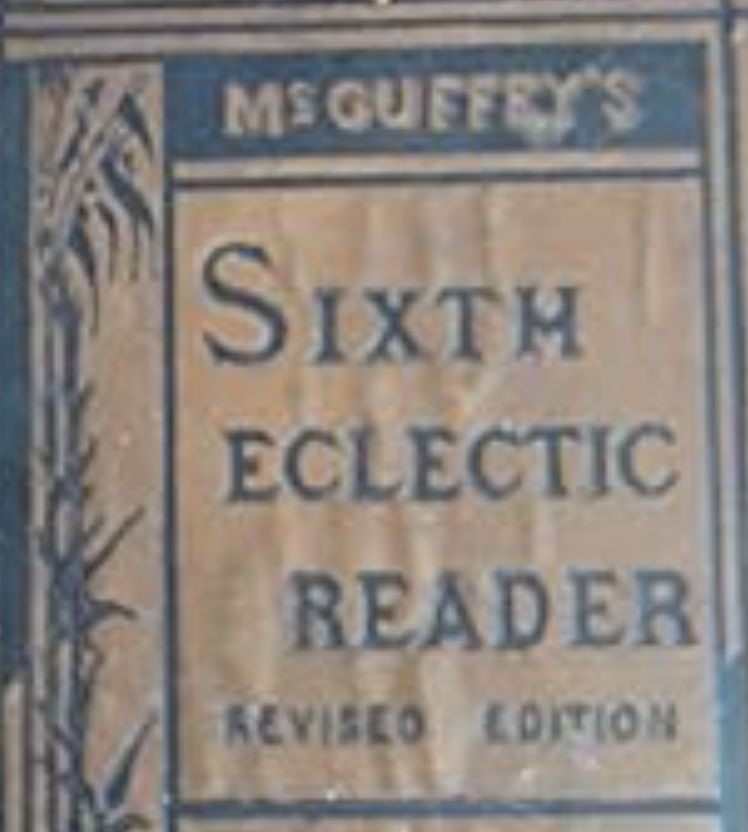 McGUFFEY'S
SIXTH
ECLECTIC
READER
REVISED EDITION